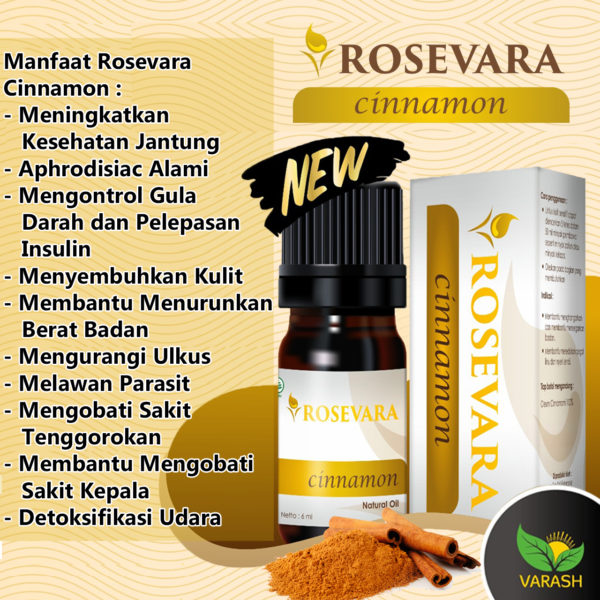 Manfaat Rosevara
Cinnamon :
- Meningkatkan
Kesehatan Jantung
- Aphrodisiac Alami
- Mengontrol Gula
Darah dan Pelepasan
Insulin
- Menyembuhkan Kulit
- Membantu Menurunkan
Berat Badan
- Mengurangi Ulkus
- Melawan Parasit
- Mengobati Sakit
Tenggorokan
- Membantu Mengobati
Sakit Kepala
- Detoksifikasi Udara
ROSEVARA
cinnamon
NEW
ROSEVARA
cinnamon
Natural Oil
Netto : 6 ml
ROSEVARA
cinnamon
Cara penggunaan :
Indikasi:
VARASH